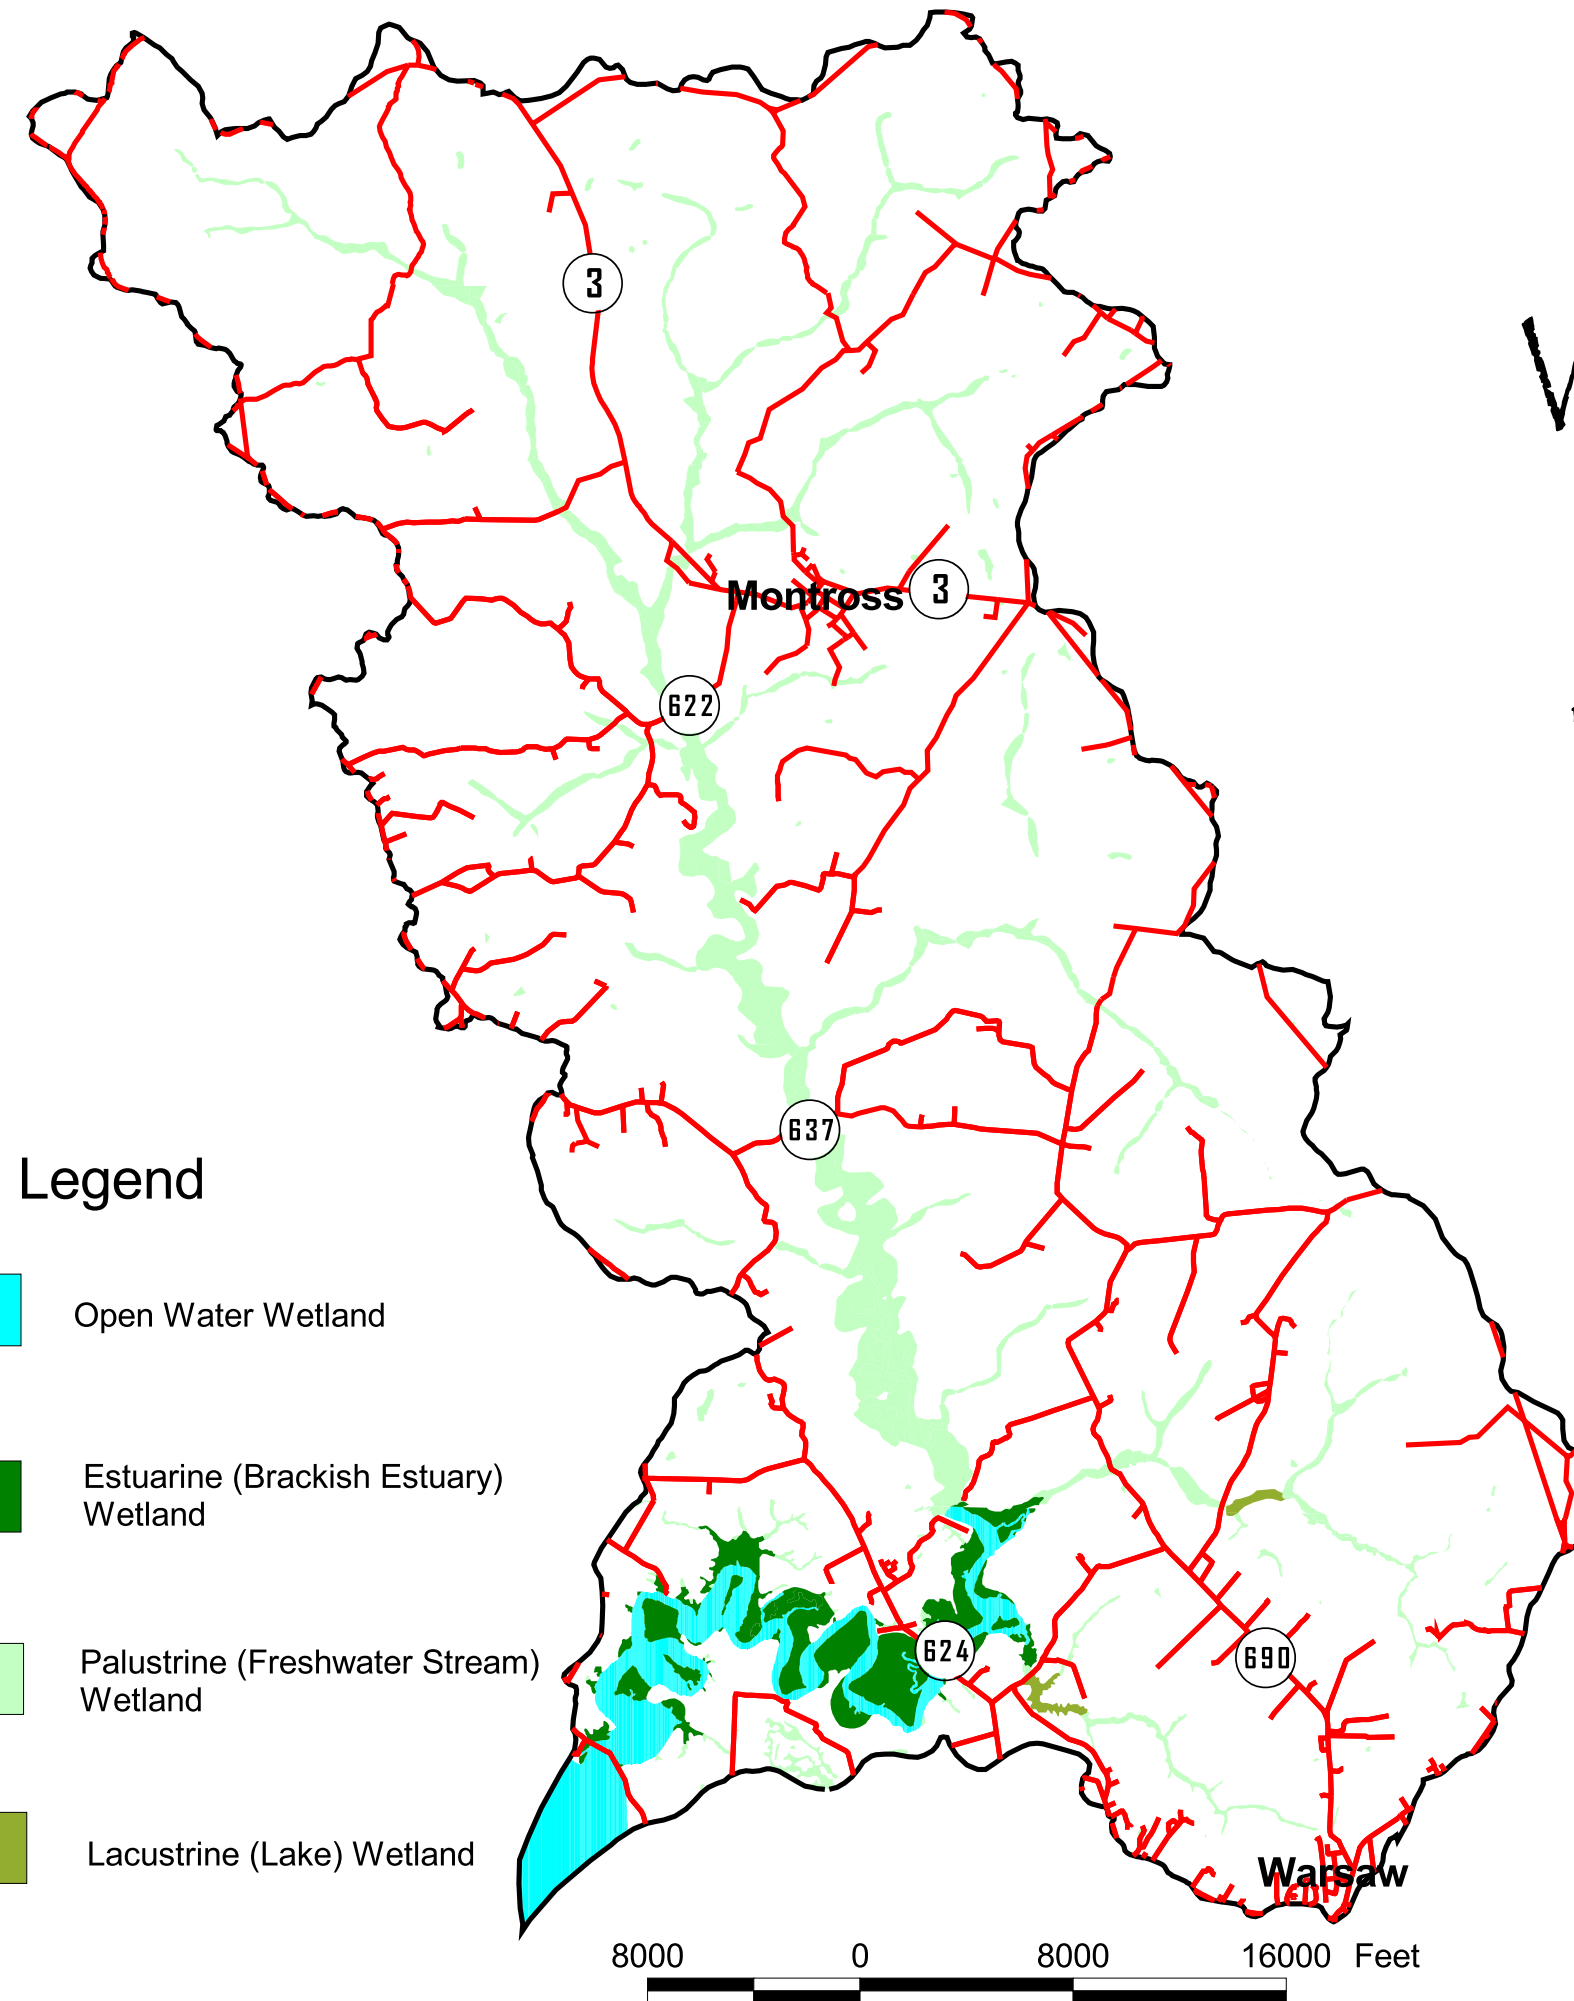 3
Montross
3
622
637
Legend
Open Water Wetland
Estuarine (Brackish Estuary)
Wetland
624
690
Palustrine (Freshwater Stream)
Wetland
Lacustrine (Lake) Wetland
Warsaw
8000 0 8000 16000 Feet